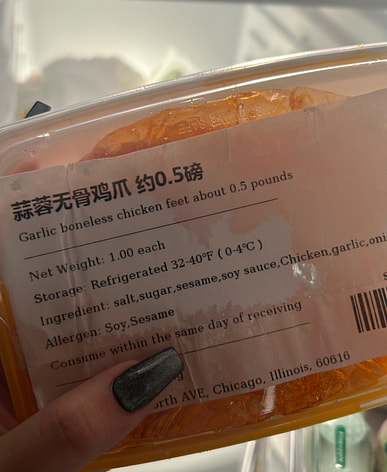 蒜蓉无骨鸡爪 约0.5磅
Garlic boneless chicken feet about 0.5 pounds
Net Weight: 1.00 each
Storage: Refrigerated 32-40°F ( 0-4°C )
Ingredient: salt,sugar,sesame,soy sauce,Chicken,garlic,
Allergen: Soy,Sesame
Consume within the same day of receiving
AVE, Chicago, Illinois, 60616